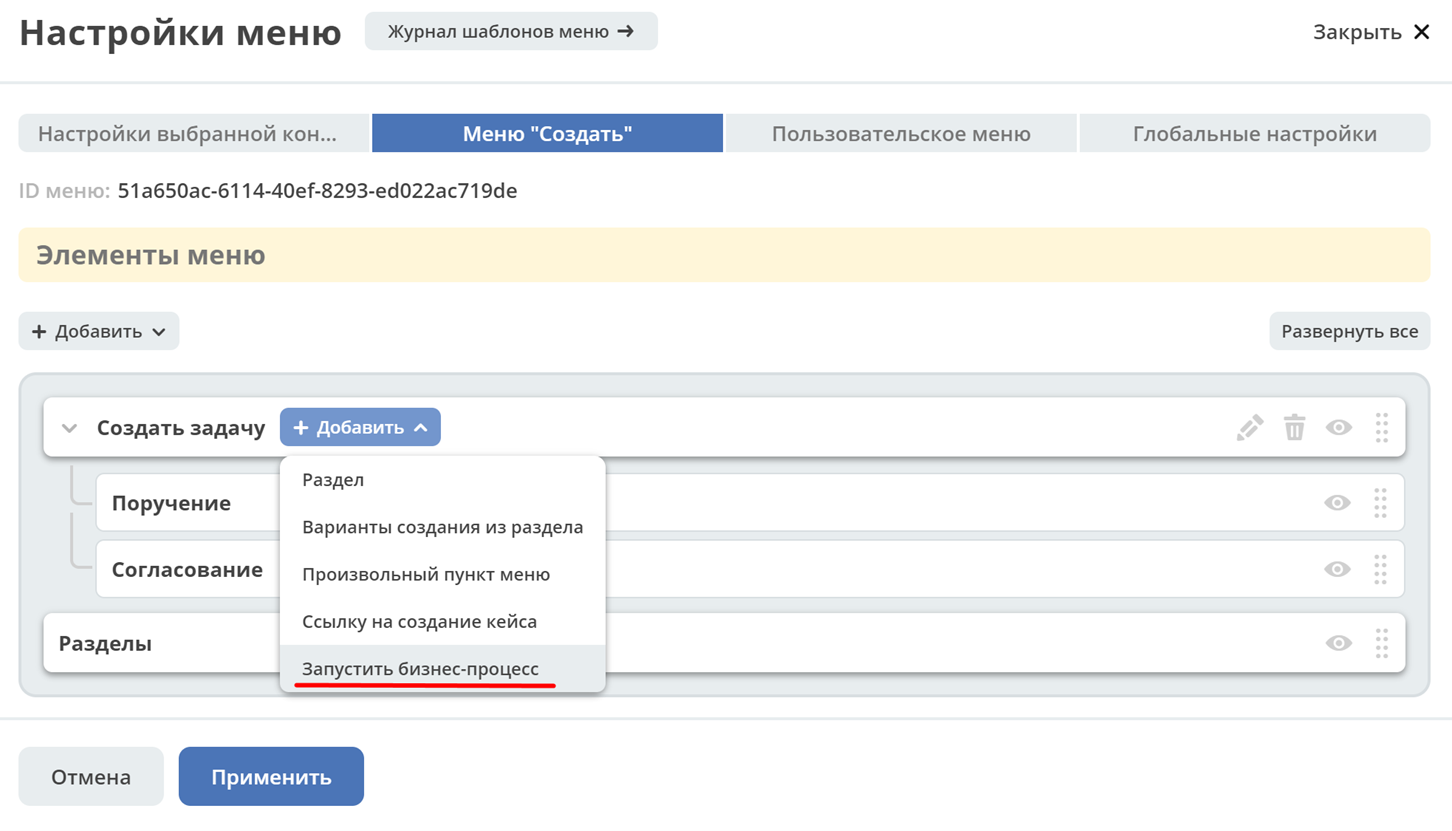 Настройки меню
Журнал шаблонов меню →
Закрыть ✕
Настройки выбранной кон...
Меню "Создать"
Пользовательское меню
Глобальные настройки
ID меню: 51a650ac-6114-40ef-8293-ed022ac719de
Элементы меню
+ Добавить
Развернуть все
Создать задачу
+ Добавить
Раздел
Варианты создания из раздела
Произвольный пункт меню
Ссылку на создание кейса
Запустить бизнес-процесс
Поручение
Согласование
Разделы
Отмена
Применить